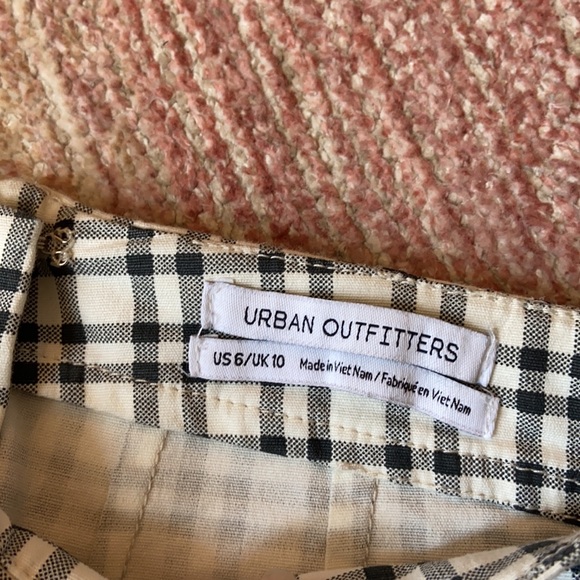 URBAN OUTFITTERS
US 6/UK 10 Made in Viet Nam / Fabriqué en Viet Nam